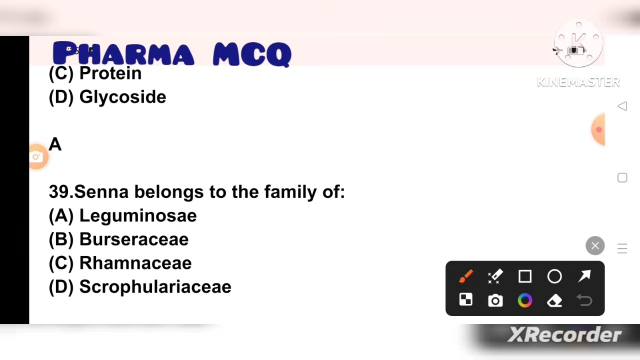 PHARMA MCQ
KINEMASTER
(C) Protein
(D) Glycoside
A
39.Senna belongs to the family of:
(A) Leguminosae
(B) Burseraceae
(C) Rhamnaceae
(D) Scrophulariaceae
XRecorder